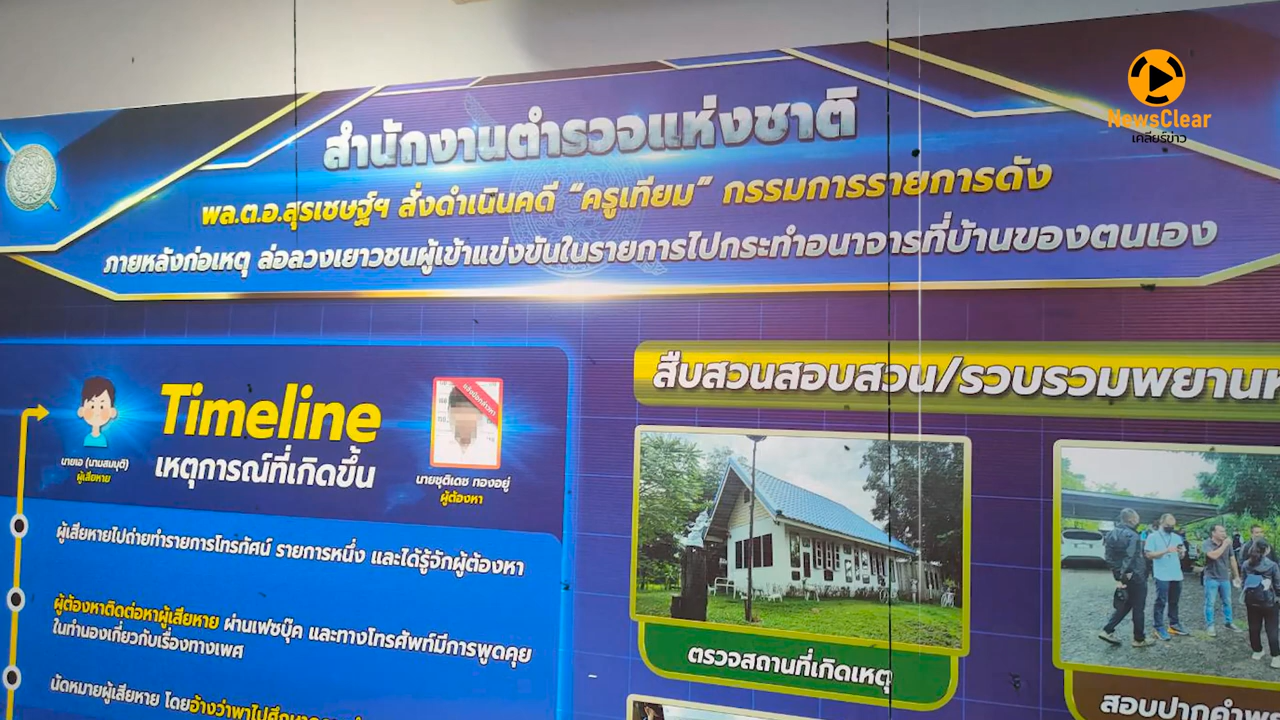 NewsClear
เคลียร์ข่าว
สำนักงานตำรวจแห่งชาติ
พล.ต.อ.สุรเชษฐ์ฯ สั่งดำเนินคดี “ครูเทียม” กรรมการรายการดัง
ภายหลังก่อเหตุ ล่อลวงเยาวชนผู้เข้าแข่งขันในรายการไปกระทำอนาจารที่บ้านของตนเอง
Timeline
เหตุการณ์ที่เกิดขึ้น
นายเอ (นามสมมุติ)
ผู้เสียหาย
นายชุติเดช ทองอยู่
ผู้ต้องหา
ผู้เสียหายไปถ่ายทำรายการโทรทัศน์ รายการหนึ่ง และได้รู้จักผู้ต้องหา
ผู้ต้องหาติดต่อหาผู้เสียหาย ผ่านเฟซบุ๊ค และทางโทรศัพท์มีการพูดคุย
ในทำนองเกี่ยวกับเรื่องทางเพศ
นัดหมายผู้เสียหาย โดยอ้างว่าพาไปศึกษา
สืบสวนสอบสวน/รวบรวมพยานห
ตรวจสถานที่เกิดเหตุ
สอบปากคำพ